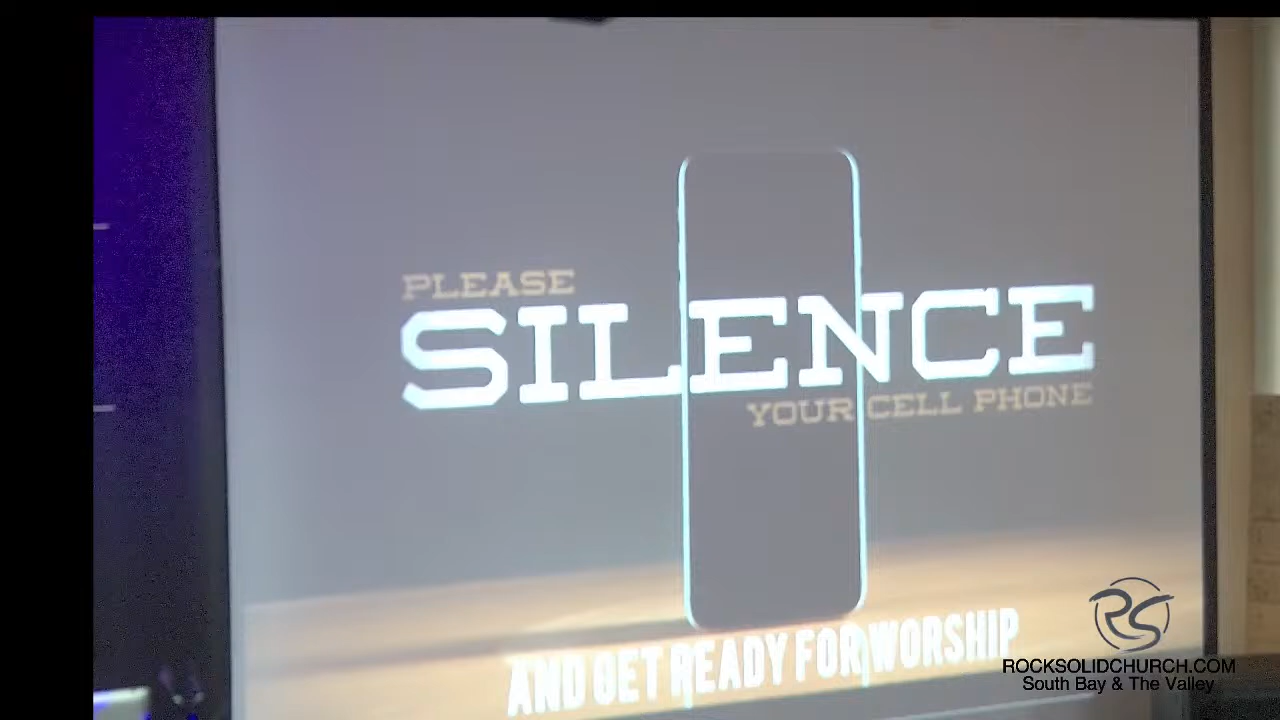 PLEASE
SILENCE
YOUR CELL PHONE
AND GET READY FOR WORSHIP
RS
ROCKSOLIDCHURCH.COM
South Bay & The Valley